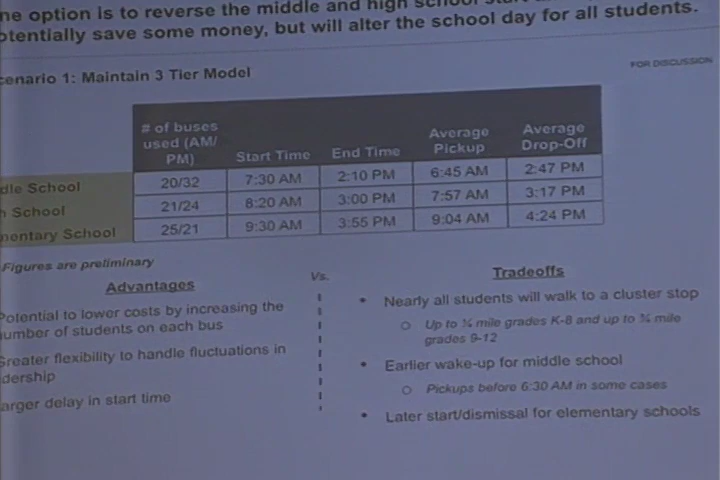 ne option is to reverse the middle and high school start
otentially save some money, but will alter the school day for all students.
cenario 1: Maintain 3 Tier Model
FOR DISCUSSION
# of buses used (AM/PM) Start Time End Time Average Pickup Average Drop-Off
dle School 20/32 7:30 AM 2:10 PM 6:45 AM 2:47 PM
h School 21/24 8:20 AM 3:00 PM 7:57 AM 3:17 PM
mentary School 25/21 9:30 AM 3:55 PM 9:04 AM 4:24 PM
Figures are preliminary
Advantages
Potential to lower costs by increasing the
umber of students on each bus
Greater flexibility to handle fluctuations in
dership
arger delay in start time
Vs.
Tradeoffs
• Nearly all students will walk to a cluster stop
o Up to mile grades K-8 and up to mile
grades 9-12
• Earlier wake-up for middle school
o Pickups before 6:30 AM in some cases
• Later start/dismissal for elementary schools